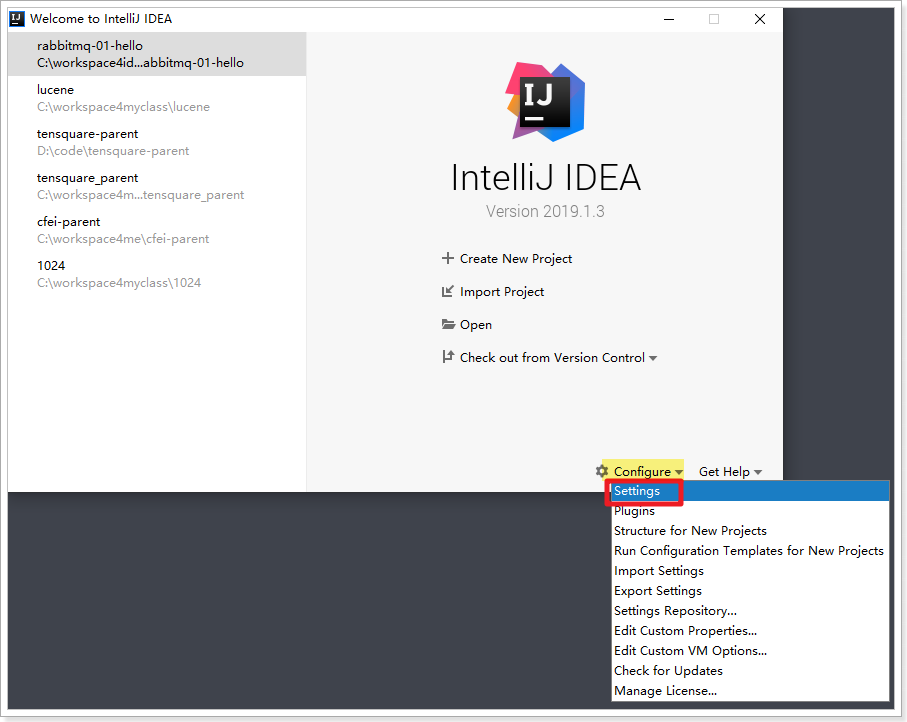 Welcome to IntelliJ IDEA
rabbitmq-01-hello
C:\workspace4id...abbitmq-01-hello
lucene
C:\workspace4myclass\lucene
tensquare-parent
D:\code\tensquare-parent
tensquare_parent
C:\workspace4m...tensquare_parent
cfei-parent
C:\workspace4me\cfei-parent
1024
C:\workspace4myclass\1024
IJ
IntelliJ IDEA
Version 2019.1.3
Create New Project
Import Project
Open
Check out from Version Control
Configure Get Help
Settings
Plugins
Structure for New Projects
Run Configuration Templates for New Projects
Import Settings
Export Settings
Settings Repository...
Edit Custom Properties...
Edit Custom VM Options...
Check for Updates
Manage License...